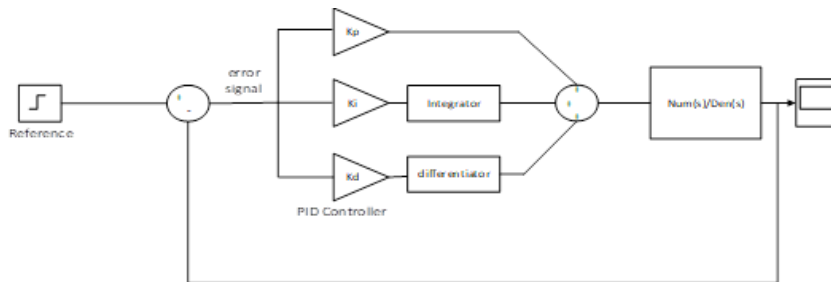 Kp
error
signal
Ki
Integrator
Num(s)/Den(s)
Reference
Kd
differentiator
PID Controller